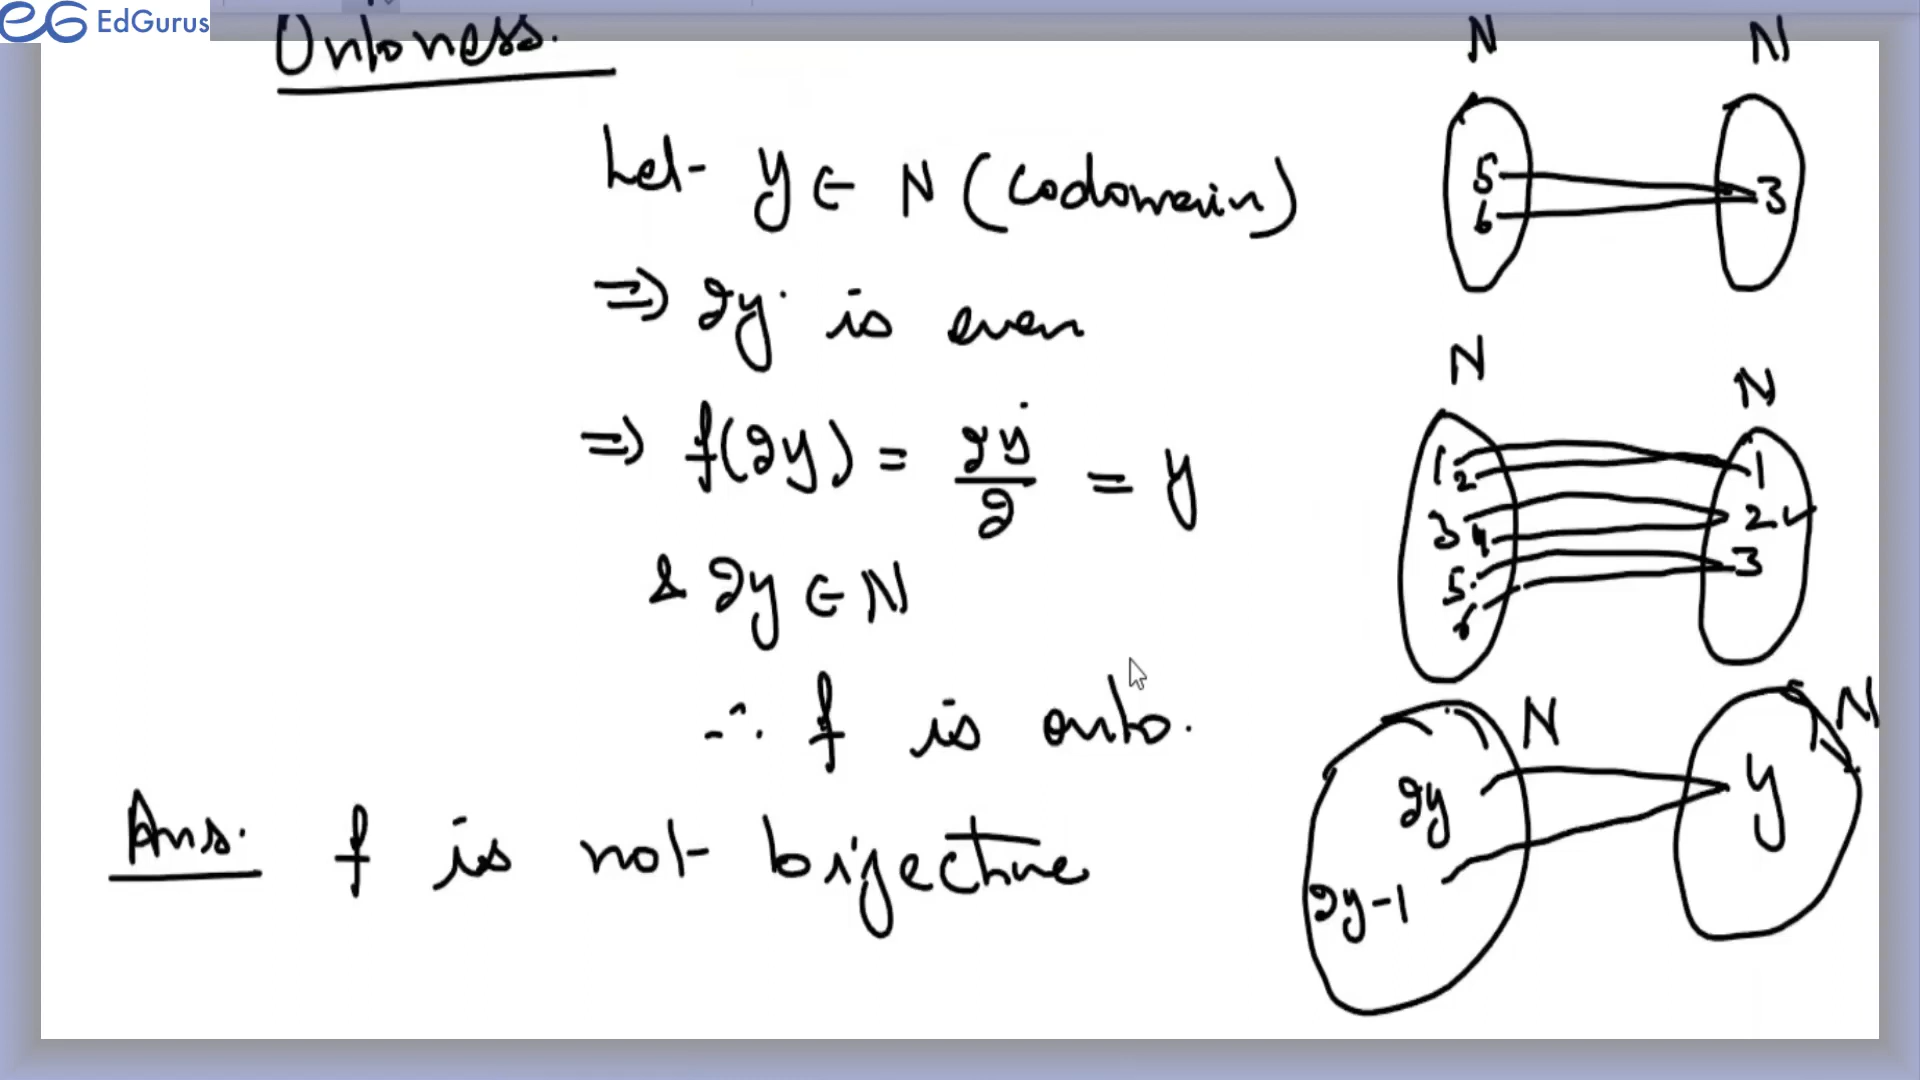 EdGurus
Ontoness.
Let y ∈ N (Codomain)
⇒ 2y is even
⇒ f(2y) = 2y/2 = y
& 2y ∈ N
∴ f is onto.
Ans. f is not bijective
N N
5
6
3
N N
1 2
3 4
5
6
1
2 ✓
3
N N
2y
2y-1
y